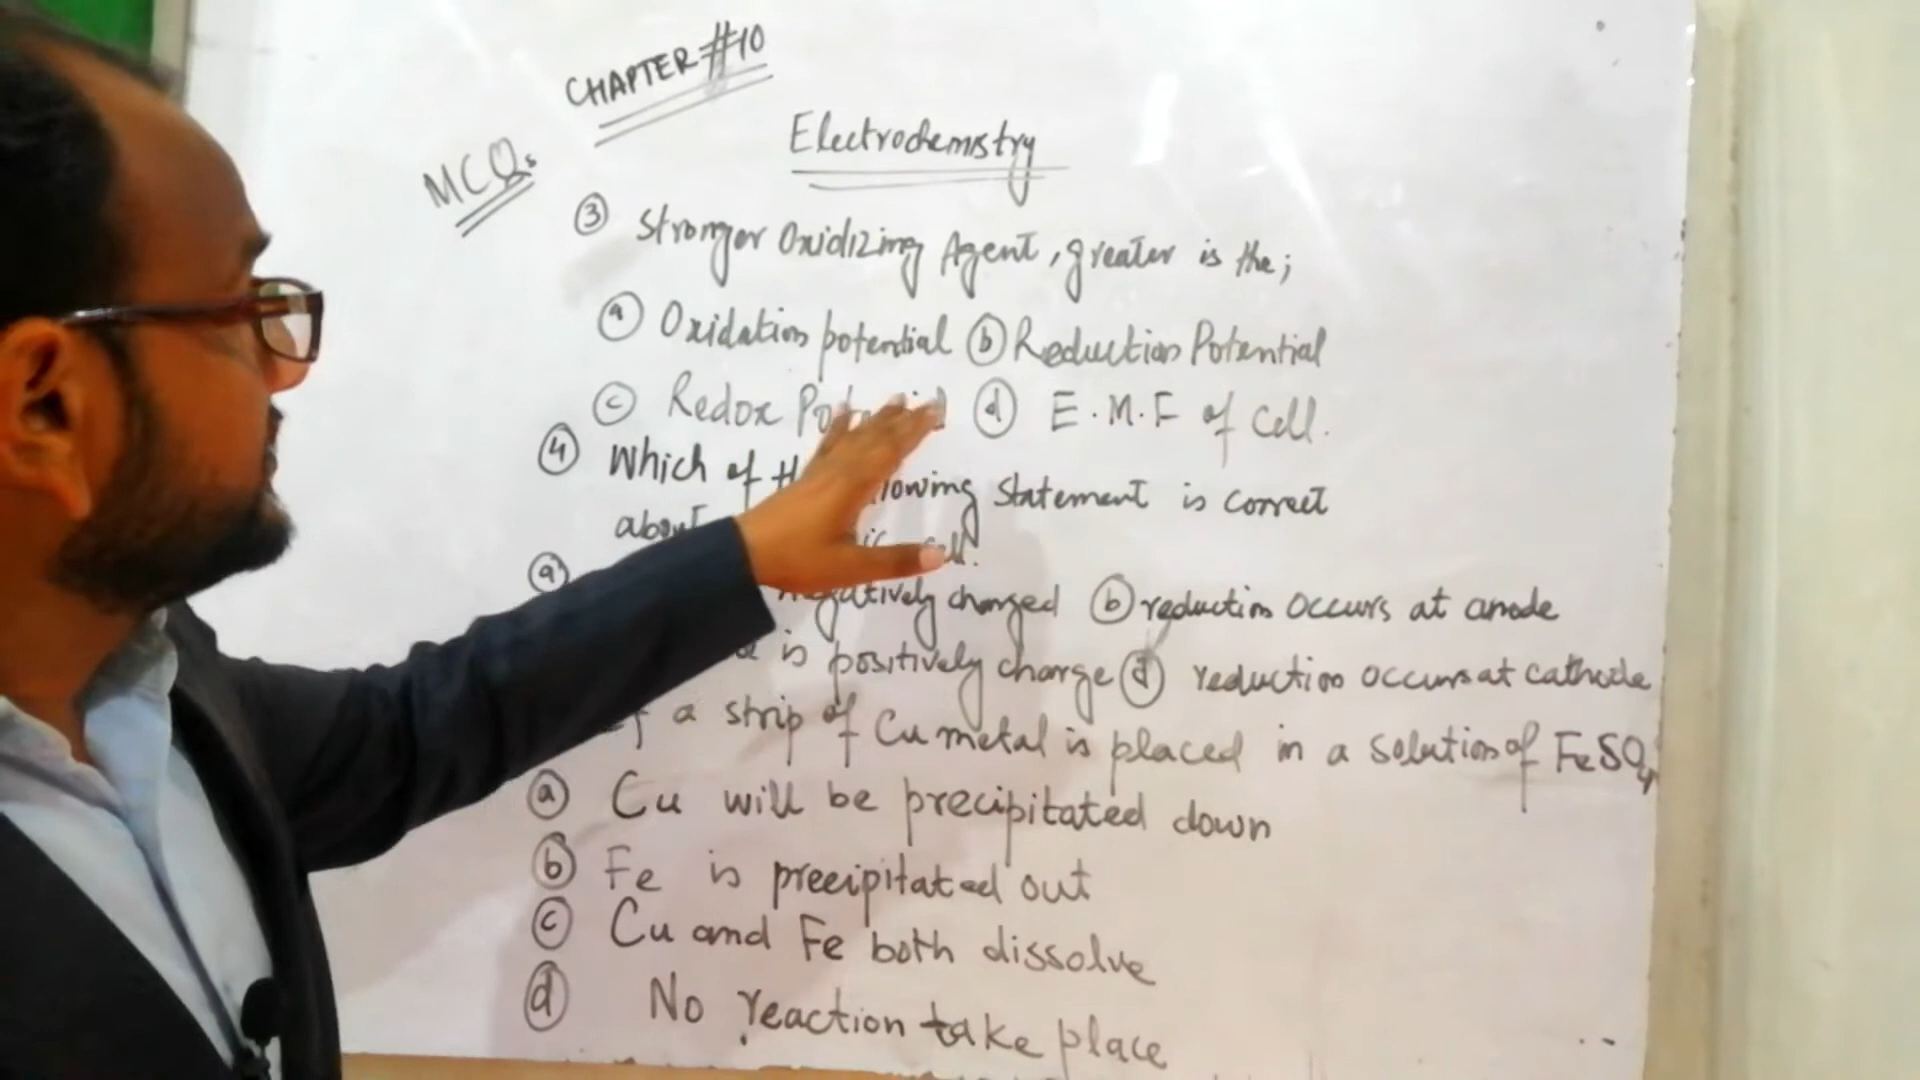 CHAPTER #10
MCQs
Electrochemistry
③ Stronger Oxidizing Agent, greater is the;
ⓐ Oxidation potential ⓑ Reduction Potential
ⓒ Redox ⓓ E.M.F of Cell.
④ Which of statement is correct
ⓐ negatively charged ⓑ reduction occurs at anode
is positively charge ⓓ reduction occurs at cathode
a strip of Cu metal is placed in a solution of FeSO4
ⓐ Cu will be precipitated down
ⓑ Fe is precipitated out
ⓒ Cu and Fe both dissolve
ⓓ No reaction take place